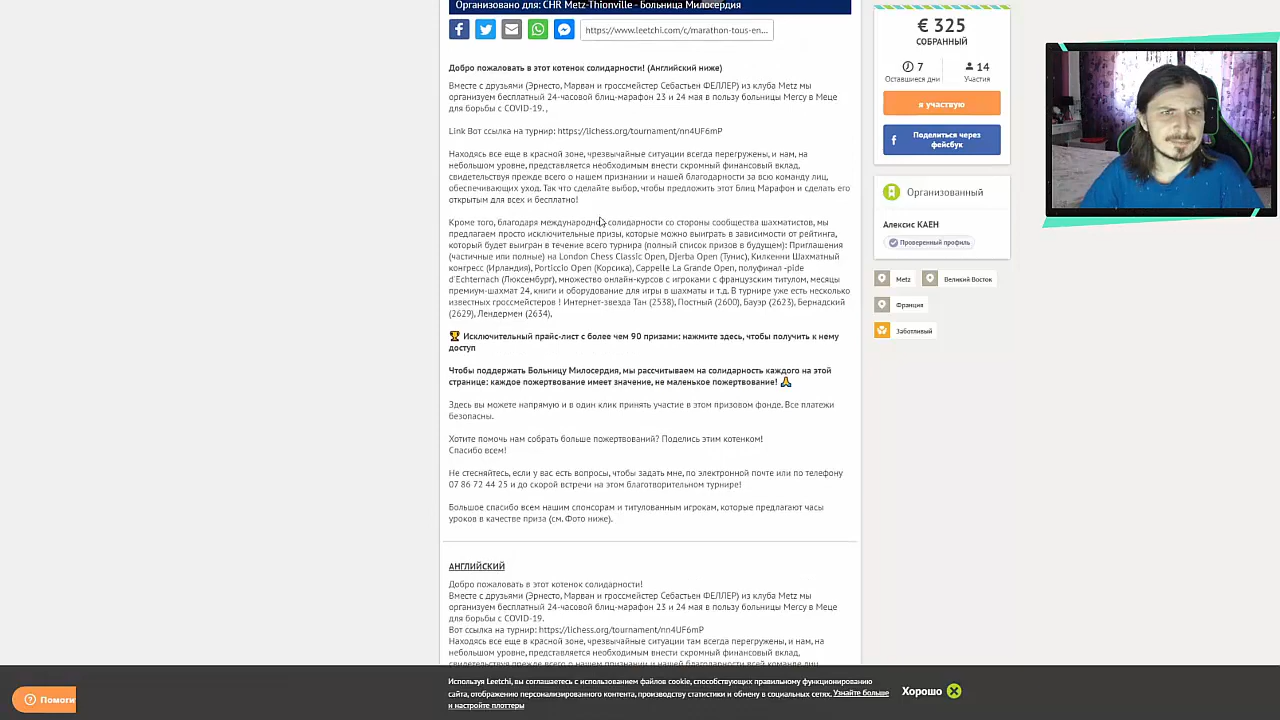 Организовано для: CHR Metz-Thionville - Больница Милосердия
https://www.leetchi.com/c/marathon-tous-en...
Добро пожаловать в этот котенок солидарности! (Английский ниже)
Вместе с друзьями (Эрнесто, Марван и гроссмейстер Себастьен ФЕЛЛЕР) из клуба Metz мы
организуем бесплатный 24-часовой блиц-марафон 23 и 24 мая в пользу больницы Mercy в Меце
для борьбы с COVID-19. ,
Link Вот ссылка на турнир: https://lichess.org/tournament/nn4UF6mP
Находясь все еще в красной зоне, чрезвычайные ситуации всегда перегружены, и нам, на
небольшом уровне, представляется необходимым внести скромный финансовый вклад,
свидетельствуя прежде всего о нашем признании и нашей благодарности за всю команду лиц,
обеспечивающих уход. Так что сделайте выбор, чтобы предложить этот Блиц Марафон и сделать его
открытым для всех и бесплатно!
Кроме того, благодаря международной солидарности со стороны сообщества шахматистов, мы
предлагаем просто исключительные призы, которые можно выиграть в зависимости от рейтинга,
который будет выигран в течение всего турнира (полный список призов в будущем): Приглашения
(частичные или полные) на London Chess Classic Open, Djerba Open (Тунис), Килкенни Шахматный
конгресс (Ирландия), Porticcio Open (Корсика), Cappelle La Grande Open, полуфинал -pide
d'Echternach (Люксембург), множество онлайн-курсов с игроками с французским титулом, месяцы
премиум-шахмат 24, книги и оборудование для игры в шахматы и т.д. В турнире уже есть несколько
известных гроссмейстеров ! Интернет-звезда Тан (2538), Постный (2600), Бауэр (2623), Бернадский
(2629), Лендермен (2634),
🏆 Исключительный прайс-лист с более чем 90 призами: нажмите здесь, чтобы получить к нему
доступ
Чтобы поддержать Больницу Милосердия, мы рассчитываем на солидарность каждого на этой
странице: каждое пожертвование имеет значение, не маленькое пожертвование! 🙏
Здесь вы можете напрямую и в один клик принять участие в этом призовом фонде. Все платежи
безопасны.
Хотите помочь нам собрать больше пожертвований? Поделись этим котенком!
Спасибо всем!
Не стесняйтесь, если у вас есть вопросы, чтобы задать мне, по электронной почте или по телефону
07 86 72 44 25 и до скорой встречи на этом благотворительном турнире!
Большое спасибо всем нашим спонсорам и титулованным игрокам, которые предлагают часы
уроков в качестве приза (см. Фото ниже).
АНГЛИЙСКИЙ
Добро пожаловать в этот котенок солидарности!
Вместе с друзьями (Эрнесто, Марван и гроссмейстер Себастьен ФЕЛЛЕР) из клуба Metz мы
организуем бесплатный 24-часовой блиц-марафон 23 и 24 мая в пользу больницы Mercy в Меце
для борьбы с COVID-19.
Вот ссылка на турнир: https://lichess.org/tournament/nn4UF6mP
Находясь все еще в красной зоне, чрезвычайные ситуации там всегда перегружены, и нам, на
небольшом уровне, представляется необходимым внести скромный финансовый вклад,
€ 325
СОБРАННЫЙ
7
Оставшиеся дни
14
Участия
я участвую
Поделиться через
фейсбук
Организованный
Алексис КАЕН
Проверенный профиль
Metz
Великий Восток
Франция
Заботливый
Используя Leetchi, вы соглашаетесь с использованием файлов cookie, способствующих правильному функционированию
сайта, отображению персонализированного контента, производству статистики и обмену в социальных сетях. Узнайте больше
и настройте плоттеры
Хорошо
Помоги